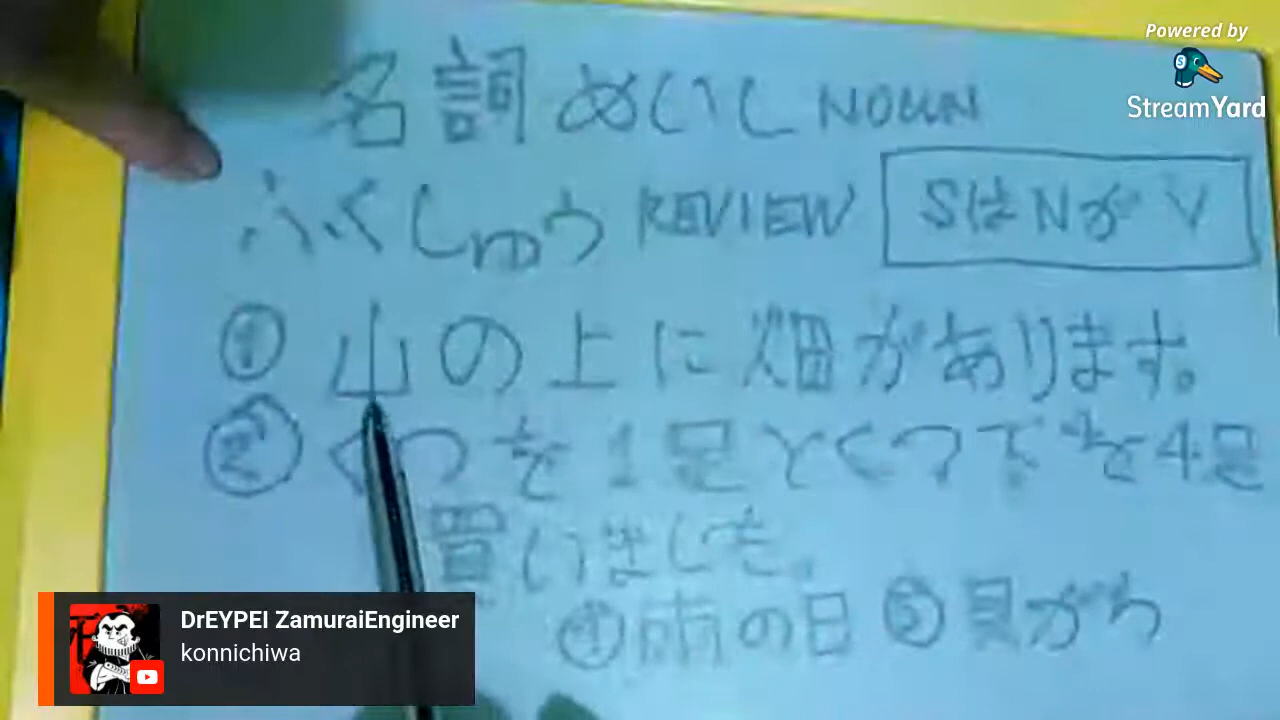 Powered by
StreamYard
名詞 めいし NOUN
ふくしゅう REVIEW SはNがV
① 山の上に畑があります。
② くつを1足とくつ下を4足
買いました。
④雨の日 ⑤貝がら
DrEYPEI ZamuraiEngineer
konnichiwa